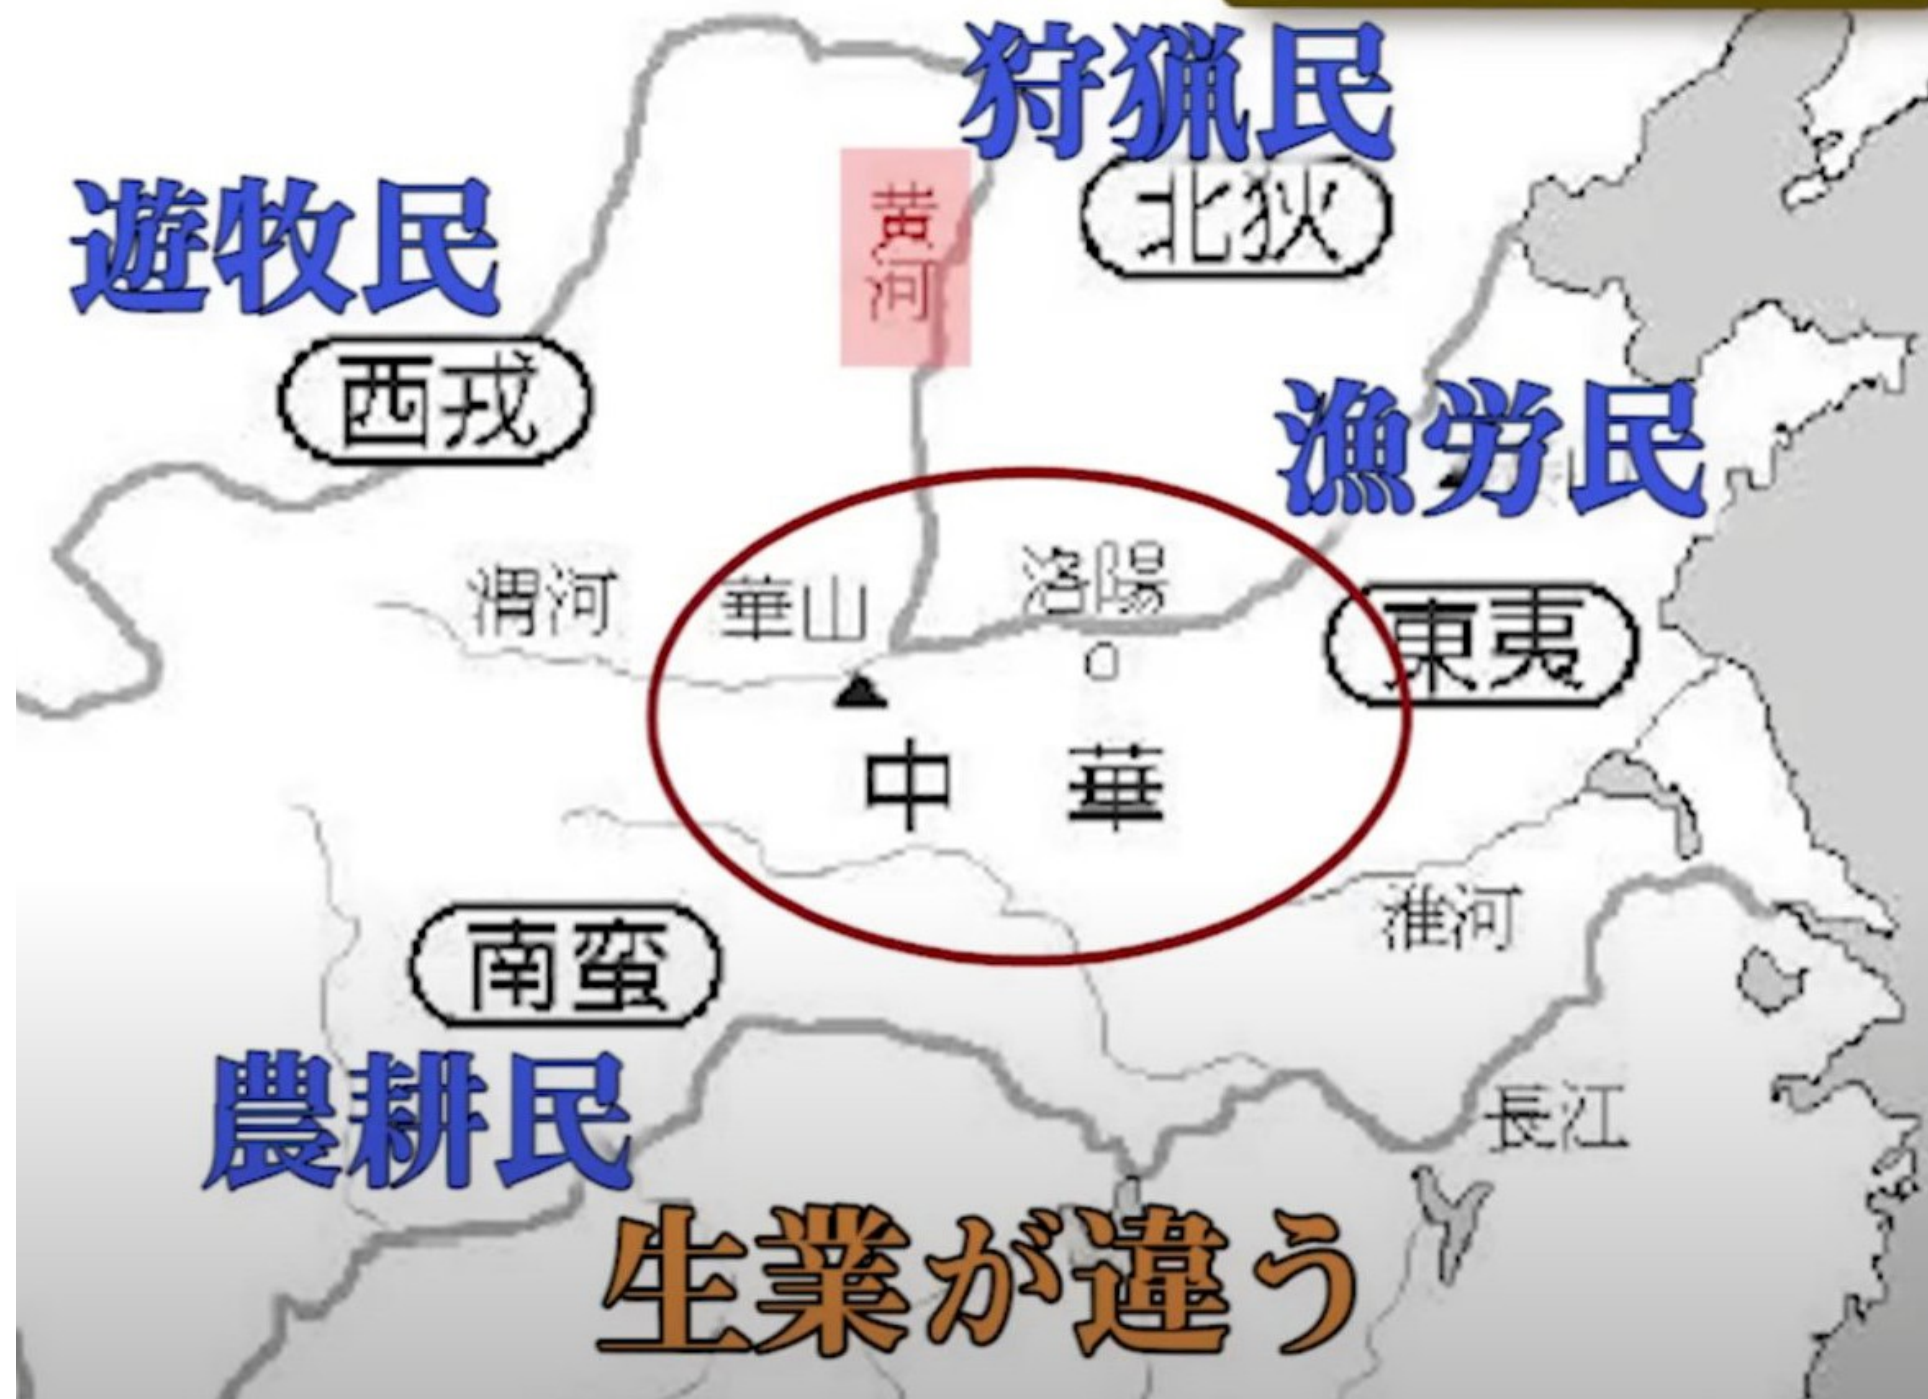 狩猟民
北狄
黄河
遊牧民
西戎
漁労民
渭河
華山
洛陽
東夷
中華
南蛮
淮河
農耕民
長江
生業が違う